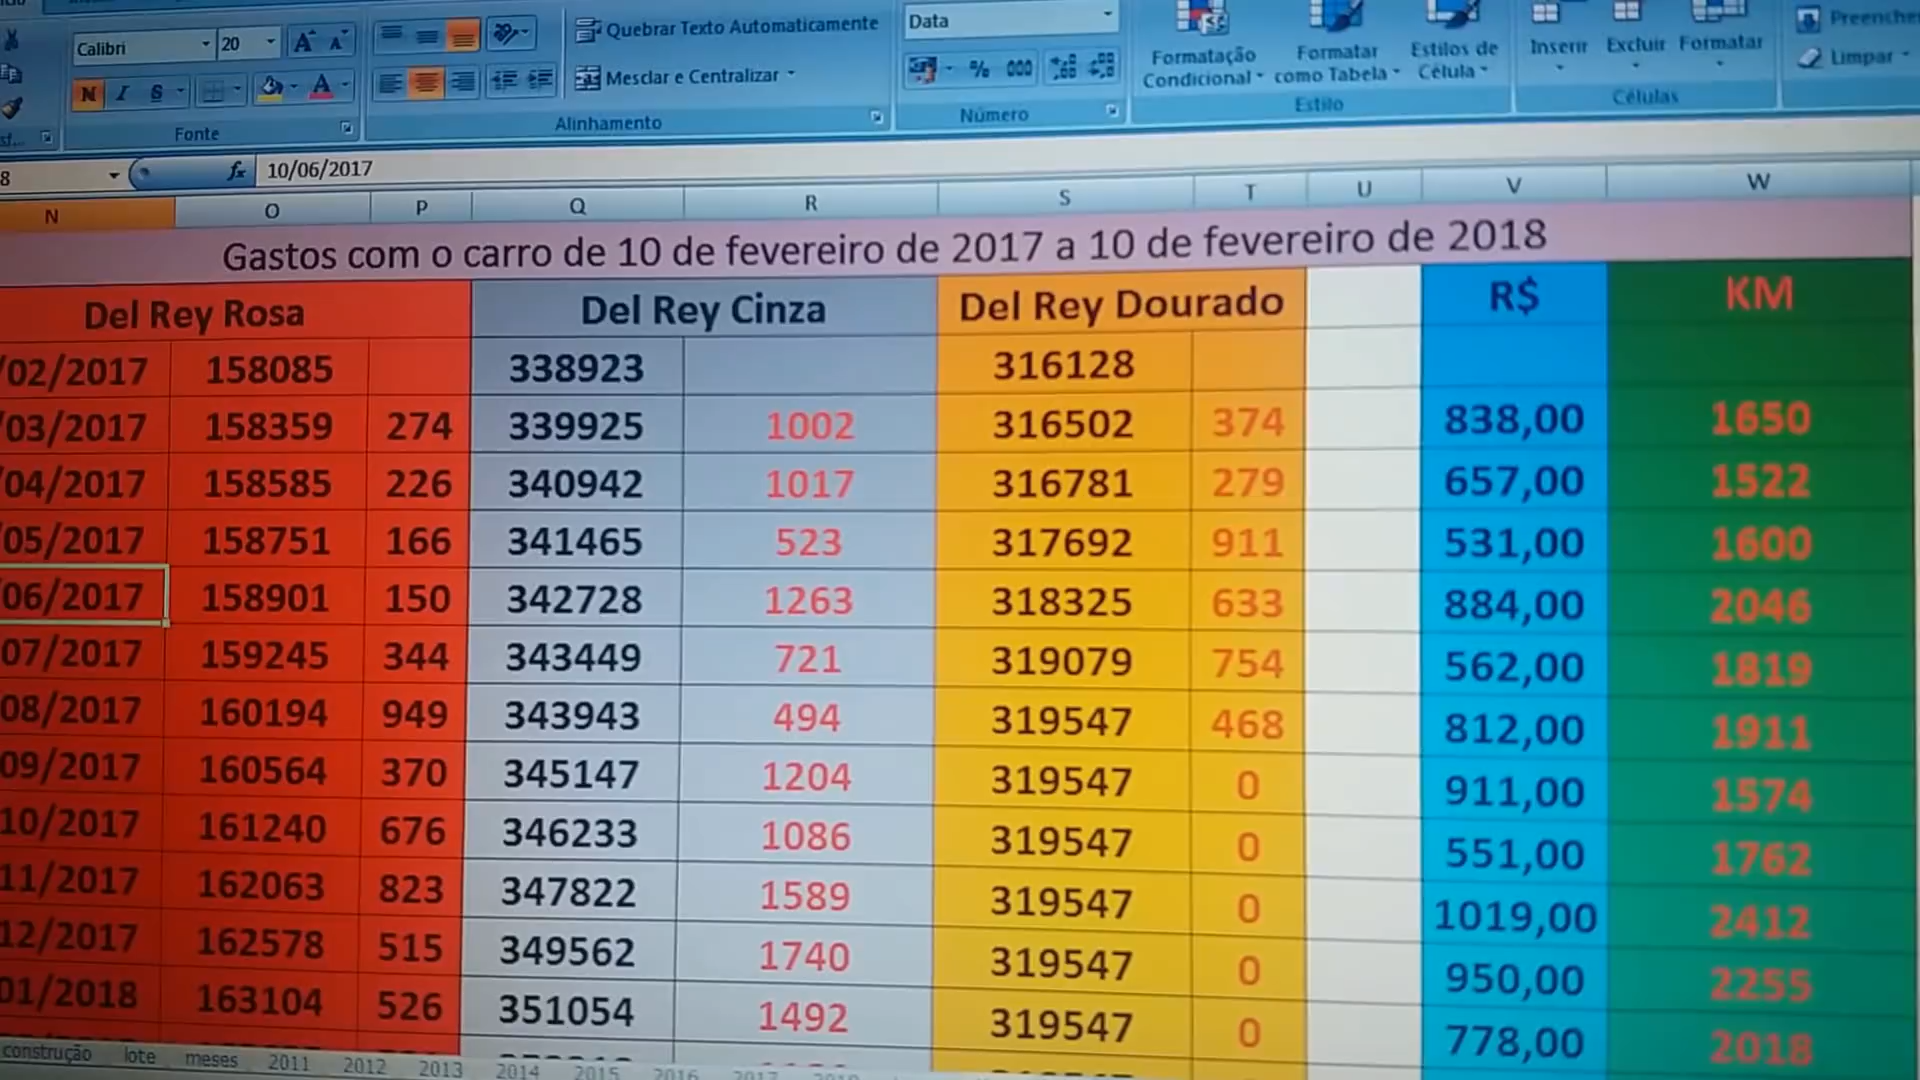 Calibri 20 Quebrar Texto Automaticamente Data
Formatação Condicional Formatar como Tabela Estilos de Célula Inserir Excluir Formatar
Limpar
N I S Mesclar e Centralizar % 000
Fonte Alinhamento Número Estilo Células
8 fx 10/06/2017
N O P Q R S T U V W
Gastos com o carro de 10 de fevereiro de 2017 a 10 de fevereiro de 2018
Del Rey Rosa Del Rey Cinza Del Rey Dourado R$ KM
/02/2017 158085 338923 316128
/03/2017 158359 274 339925 1002 316502 374 838,00 1650
/04/2017 158585 226 340942 1017 316781 279 657,00 1522
/05/2017 158751 166 341465 523 317692 911 531,00 1600
/06/2017 158901 150 342728 1263 318325 633 884,00 2046
07/2017 159245 344 343449 721 319079 754 562,00 1819
08/2017 160194 949 343943 494 319547 468 812,00 1911
09/2017 160564 370 345147 1204 319547 0 911,00 1574
10/2017 161240 676 346233 1086 319547 0 551,00 1762
11/2017 162063 823 347822 1589 319547 0 1019,00 2412
12/2017 162578 515 349562 1740 319547 0 950,00 2255
01/2018 163104 526 351054 1492 319547 0 778,00 2018
construção lote meses 2011 2012 2013 2014 2015 2016 2017